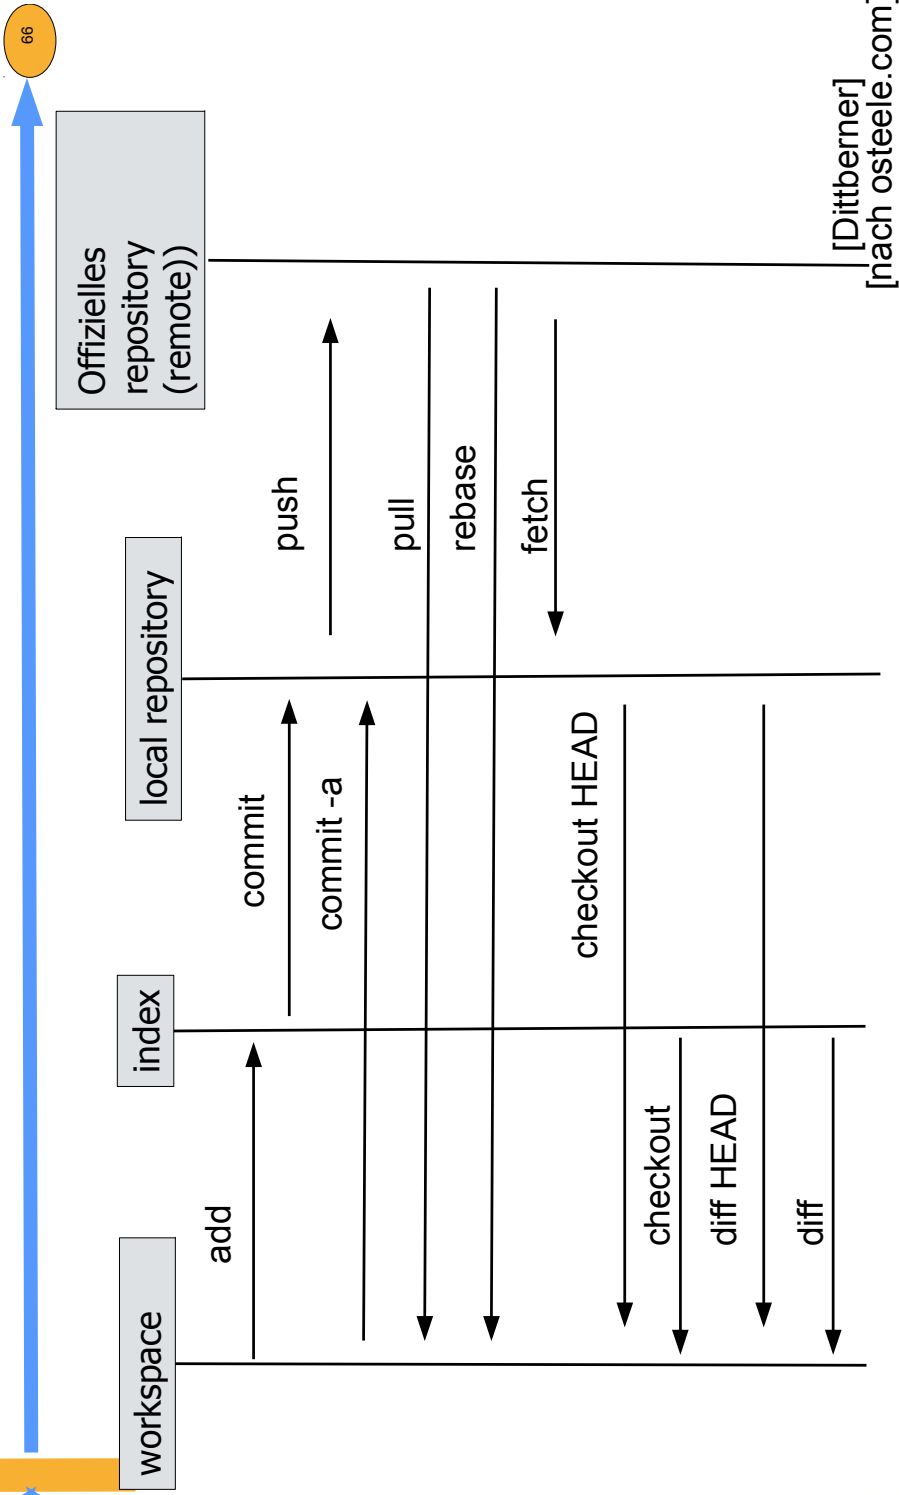 66
workspace
index
local repository
Offizielles
repository
(remote))
add
commit
push
commit -a
pull
rebase
fetch
checkout HEAD
checkout
diff HEAD
diff
[Dittberner]
[nach osteele.com]